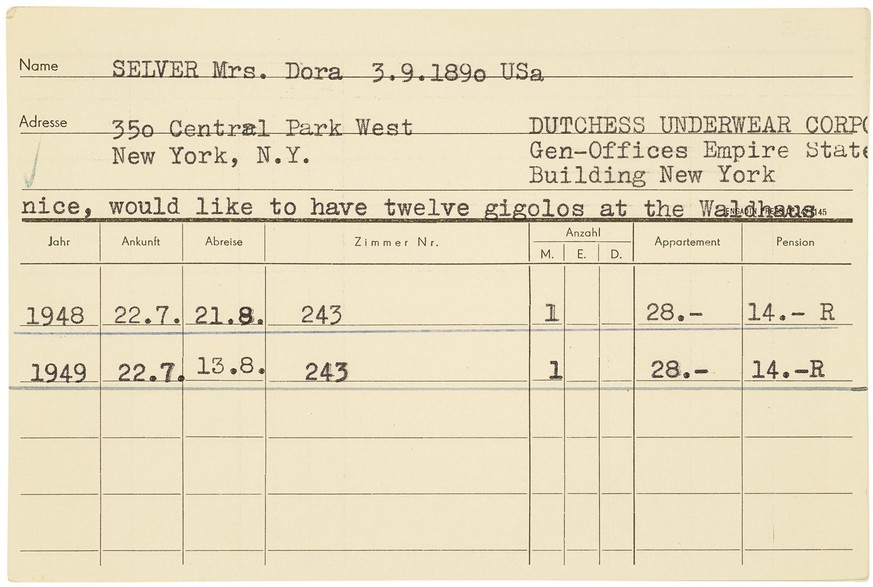 Name SELVER Mrs. Dora 3.9.189o USa
Adresse 35o Central Park West DUTCHESS UNDERWEAR CORPO
New York, N.Y. Gen-Offices Empire State
Building New York
nice, would like to have twelve gigolos at the Waldhaus
Jahr Ankunft Abreise Zimmer Nr. Anzahl Appartement Pension
M. E. D.
1948 22.7. 21.8. 243 1 28.- 14.- R
1949 22.7. 13.8. 243 1 28.- 14.-R